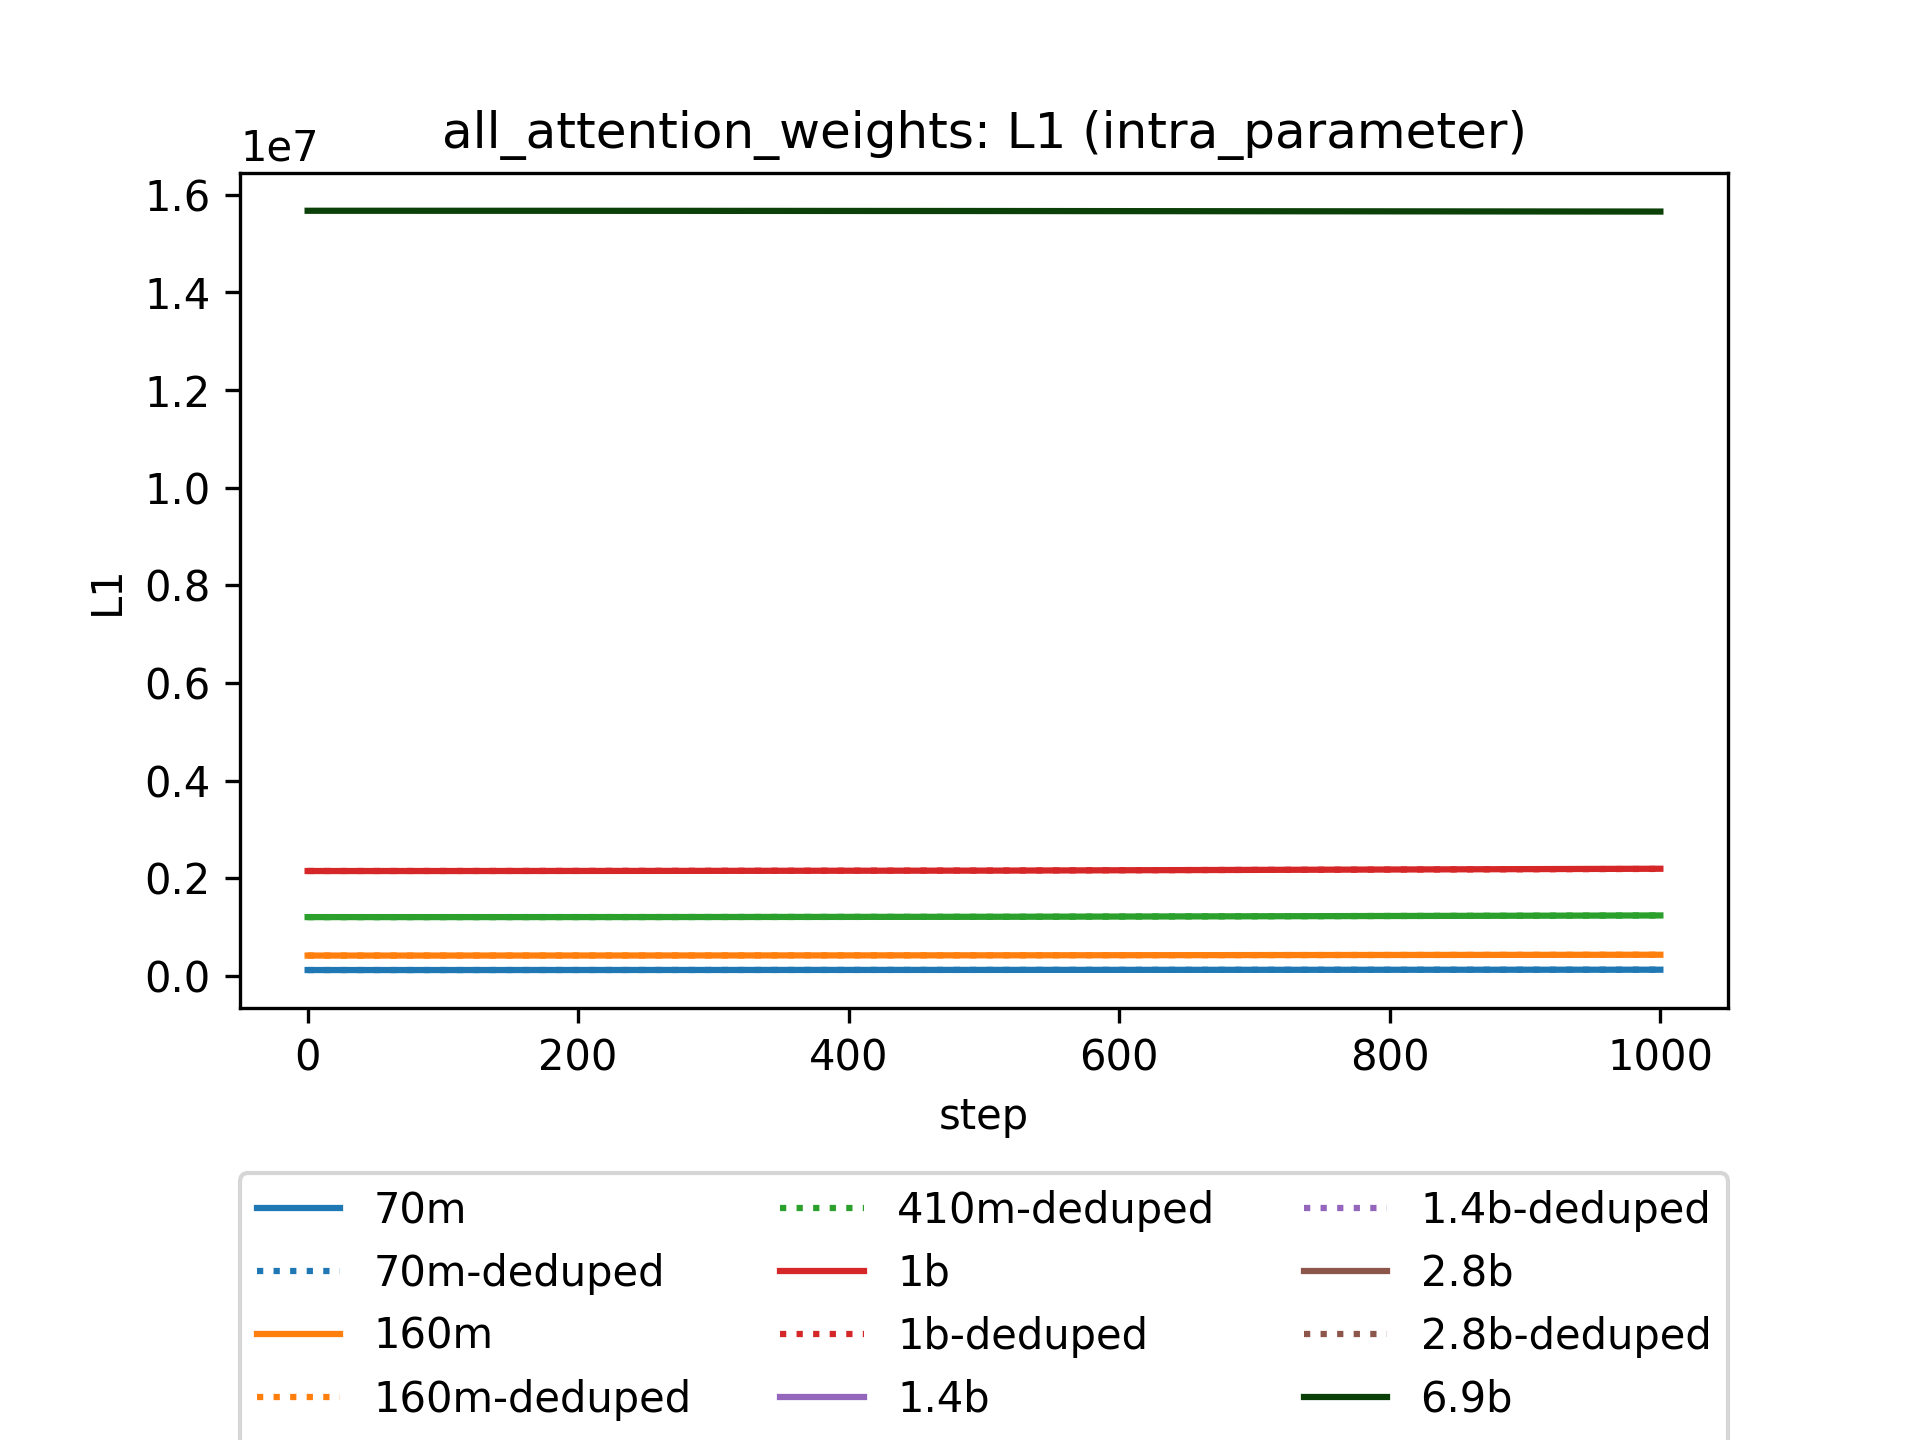 all_attention_weights: L1 (intra_parameter)
1e7
1.6
1.4
1.2
1.0
0.8
0.6
0.4
0.2
0.0
L1
0 200 400 600 800 1000
step
70m 410m-deduped 1.4b-deduped
70m-deduped 1b 2.8b
160m 1b-deduped 2.8b-deduped
160m-deduped 1.4b 6.9b